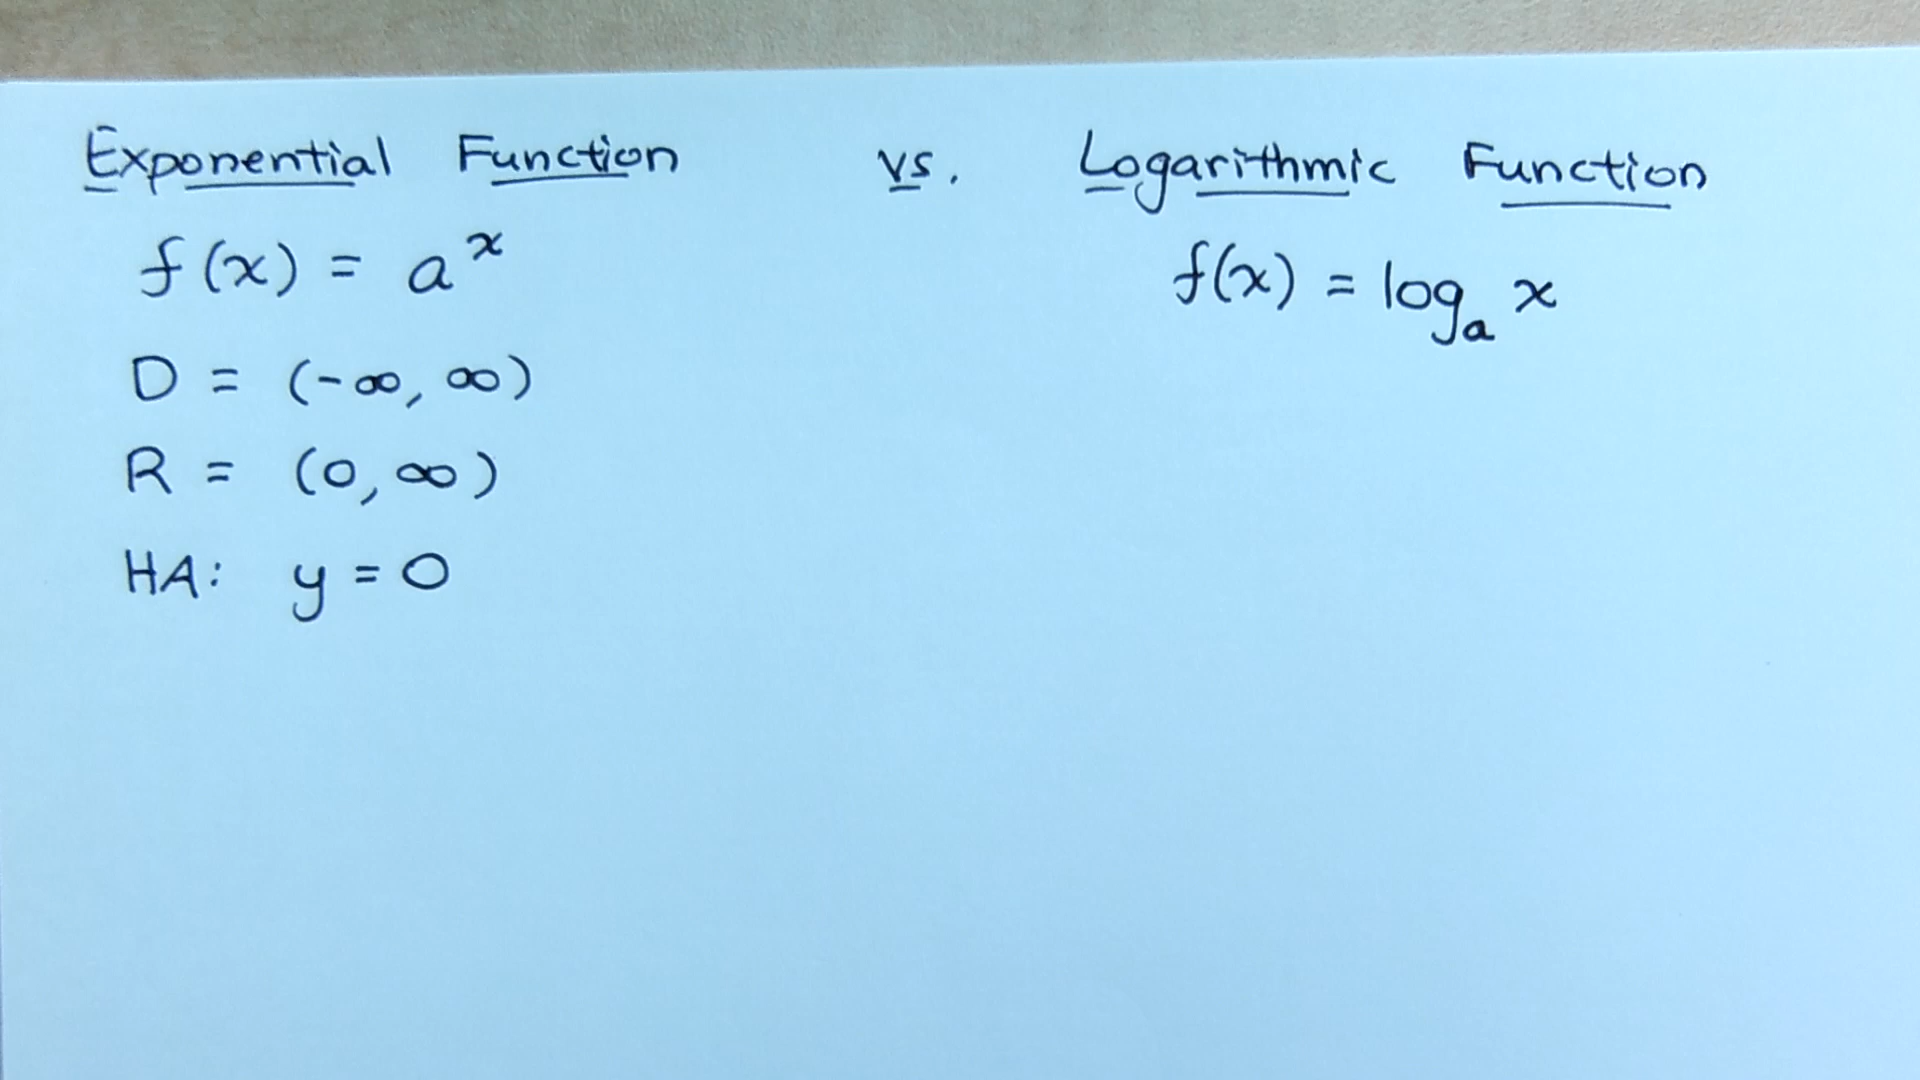 Exponential Function vs. Logarithmic Function
f(x) = a^x
f(x) = log_a x
D = (-∞, ∞)
R = (0, ∞)
HA: y = 0